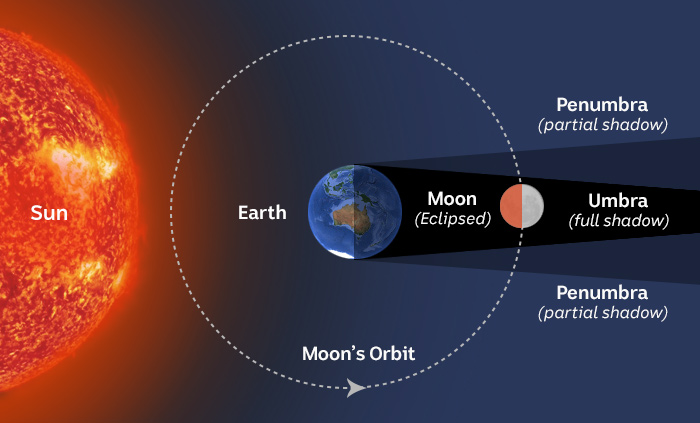 Penumbra
(partial shadow)
Sun
Earth
Moon
(Eclipsed)
Umbra
(full shadow)
Penumbra
(partial shadow)
Moon’s Orbit